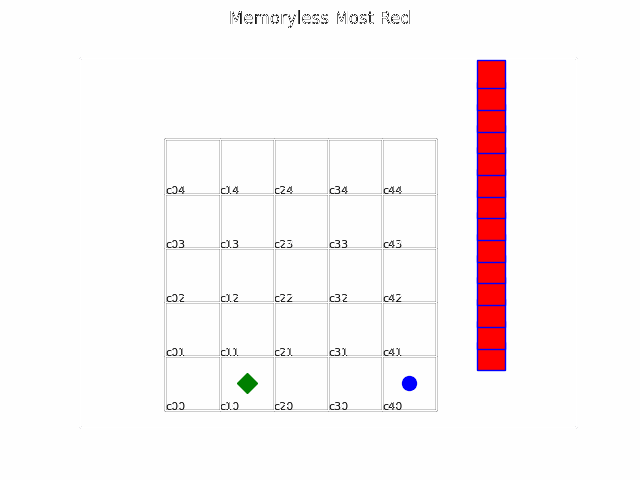 Memoryless Most Red
c04 c14 c24 c34 c44
c03 c13 c23 c33 c43
c02 c12 c22 c32 c42
c01 c11 c21 c31 c41
c00 c10 c20 c30 c40